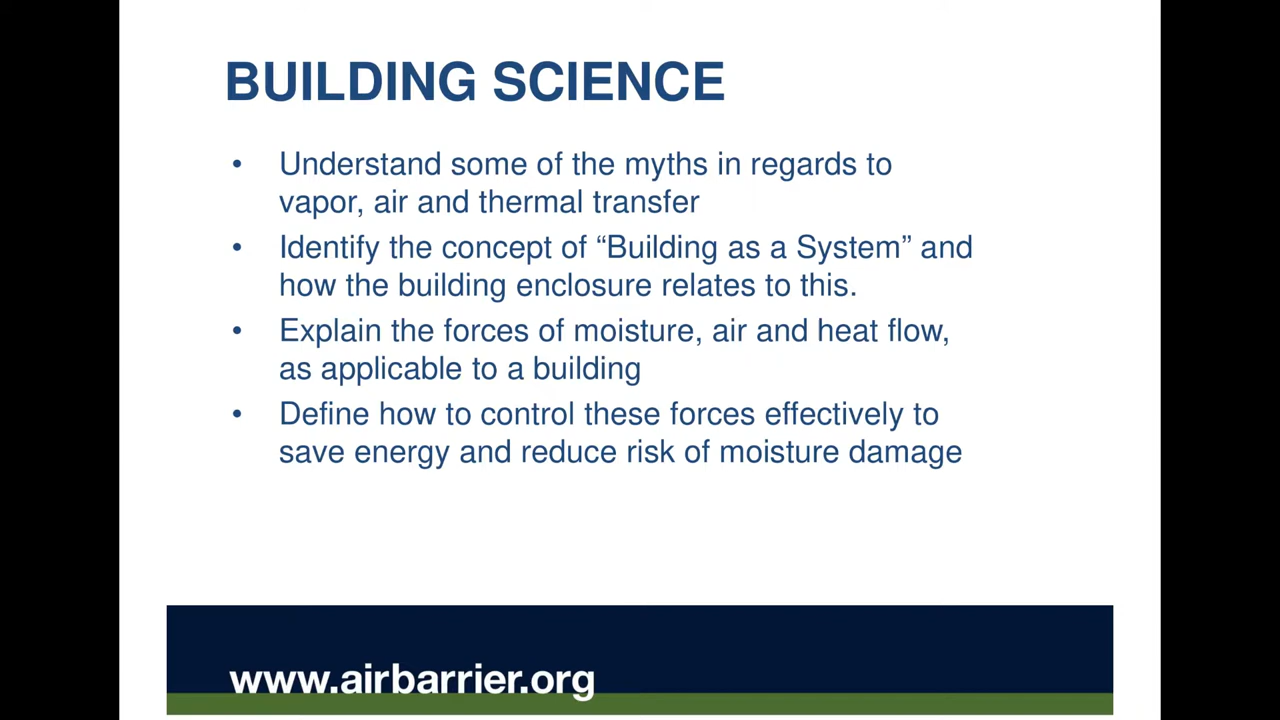 BUILDING SCIENCE
• Understand some of the myths in regards to
vapor, air and thermal transfer
• Identify the concept of “Building as a System” and
how the building enclosure relates to this.
• Explain the forces of moisture, air and heat flow,
as applicable to a building
• Define how to control these forces effectively to
save energy and reduce risk of moisture damage
www.airbarrier.org